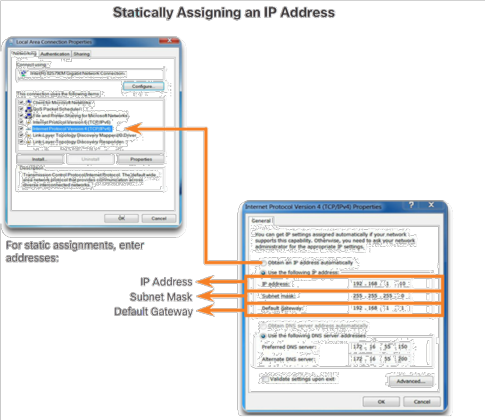 Statically Assigning an IP Address
Local Area Connection Properties
Networking Authentication Sharing
Connect using:
Gigabit Network Connection
Configure...
This connection uses the following items:
Client for Microsoft Networks
QoS Packet Scheduler
File and Printer Sharing for Microsoft Networks
Internet Protocol Version 6 (TCP/IPv6)
Internet Protocol Version 4 (TCP/IPv4)
Link-Layer Topology Discovery Mapper I/O Driver
Link-Layer Topology Discovery Responder
Install... Uninstall Properties
Description
Transmission Control Protocol/Internet Protocol. The default wide
area network protocol that provides communication across
diverse interconnected networks.
OK Cancel
For static assignments, enter
addresses:
IP Address
Subnet Mask
Default Gateway
Internet Protocol Version 4 (TCP/IPv4) Properties
General
You can get IP settings assigned automatically if your network
supports this capability. Otherwise, you need to ask your network
administrator for the appropriate IP settings.
Obtain an IP address automatically
Use the following IP address:
IP address: 192 . 168 . 1 . 10
Subnet mask: 255 . 255 . 255 . 0
Default Gateway: 192 . 168 . 1 . 1
Obtain DNS server address automatically
Use the following DNS server addresses:
Preferred DNS server: 172 . 16 . 55 . 150
Alternate DNS server: 172 . 16 . 55 . 200
Validate settings upon exit
Advanced...
OK Cancel